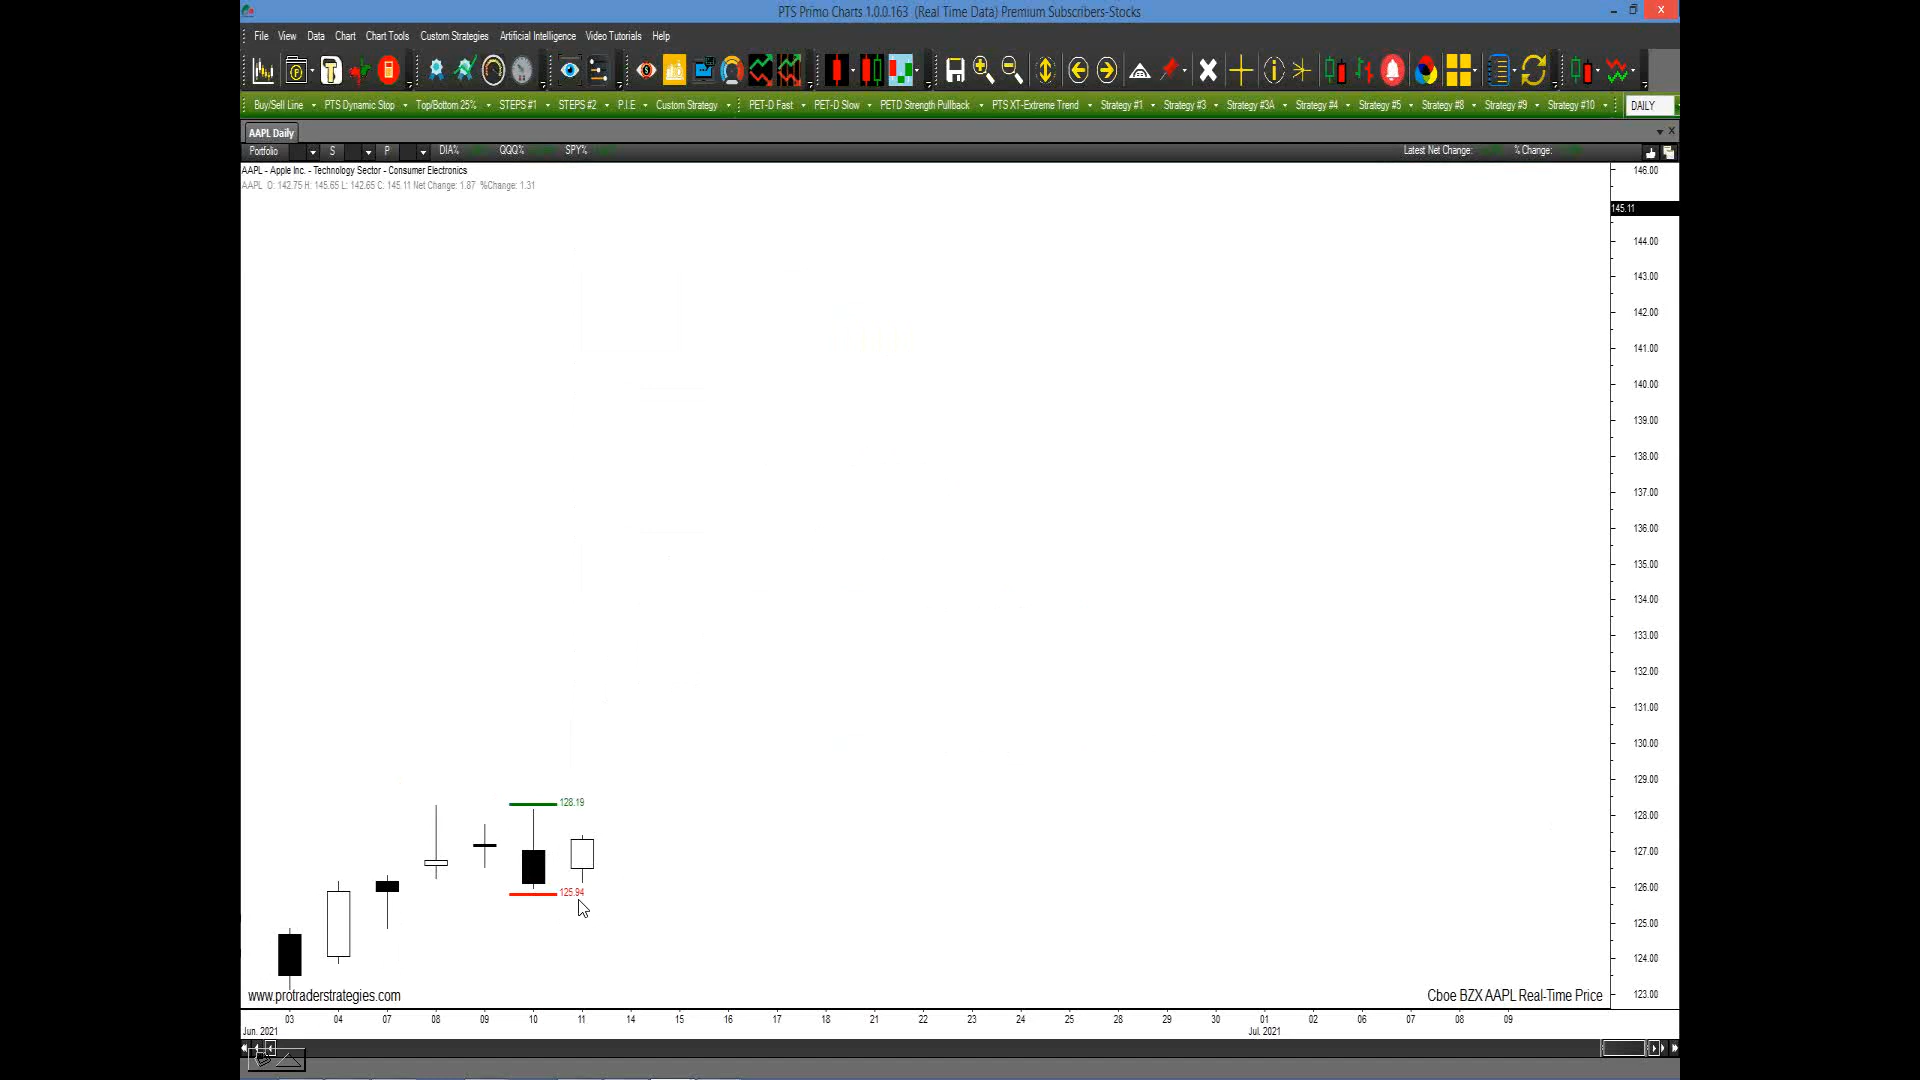 PTS Primo Charts 1.0.0.163 (Real Time Data) Premium Subscribers-Stocks
File View Data Chart Chart Tools Custom Strategies Artificial Intelligence Video Tutorials Help
Buy/Sell Line PTS Dynamic Stop Top/Bottom 25% STEPS #1 STEPS #2 P.I.E Custom Strategy PET-D Fast PET-D Slow PETD Strength Pullback PTS XT-Extreme Trend Strategy #1 Strategy #3 Strategy #3A Strategy #4 Strategy #5 Strategy #8 Strategy #9 Strategy #10 DAILY
AAPL Daily
Portfolio S P DIA% QQQ% SPY% Latest Net Change: % Change:
AAPL - Apple Inc. - Technology Sector - Consumer Electronics
AAPL O: 142.75 H: 145.65 L: 142.65 C: 145.11 Net Change: 1.87 %Change: 1.31
146.00
145.11
144.00
143.00
142.00
141.00
140.00
139.00
138.00
137.00
136.00
135.00
134.00
133.00
132.00
131.00
130.00
129.00
128.19
128.00
127.00
125.94
126.00
125.00
124.00
www.protraderstrategies.com Cboe BZX AAPL Real-Time Price 123.00
03 04 07 08 09 10 11 14 15 16 17 18 21 22 23 24 25 28 29 30 01 02 06 07 08 09
Jun. 2021 Jul. 2021